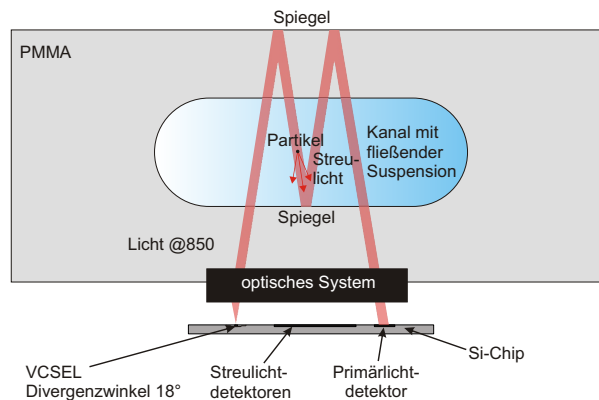 Spiegel
PMMA
Partikel
Streu-
licht
Kanal mit
fließender
Suspension
Spiegel
Licht @850
optisches System
Si-Chip
VCSEL
Divergenzwinkel 18°
Streulicht-
detektoren
Primärlicht-
detektor